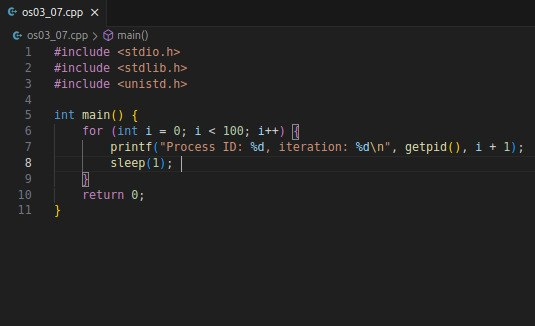 os03_07.cpp ×
os03_07.cpp > main()
1 #include <stdio.h>
2 #include <stdlib.h>
3 #include <unistd.h>
4
5 int main() {
6     for (int i = 0; i < 100; i++) {
7         printf("Process ID: %d, iteration: %d\n", getpid(), i + 1);
8         sleep(1);
9     }
10     return 0;
11 }